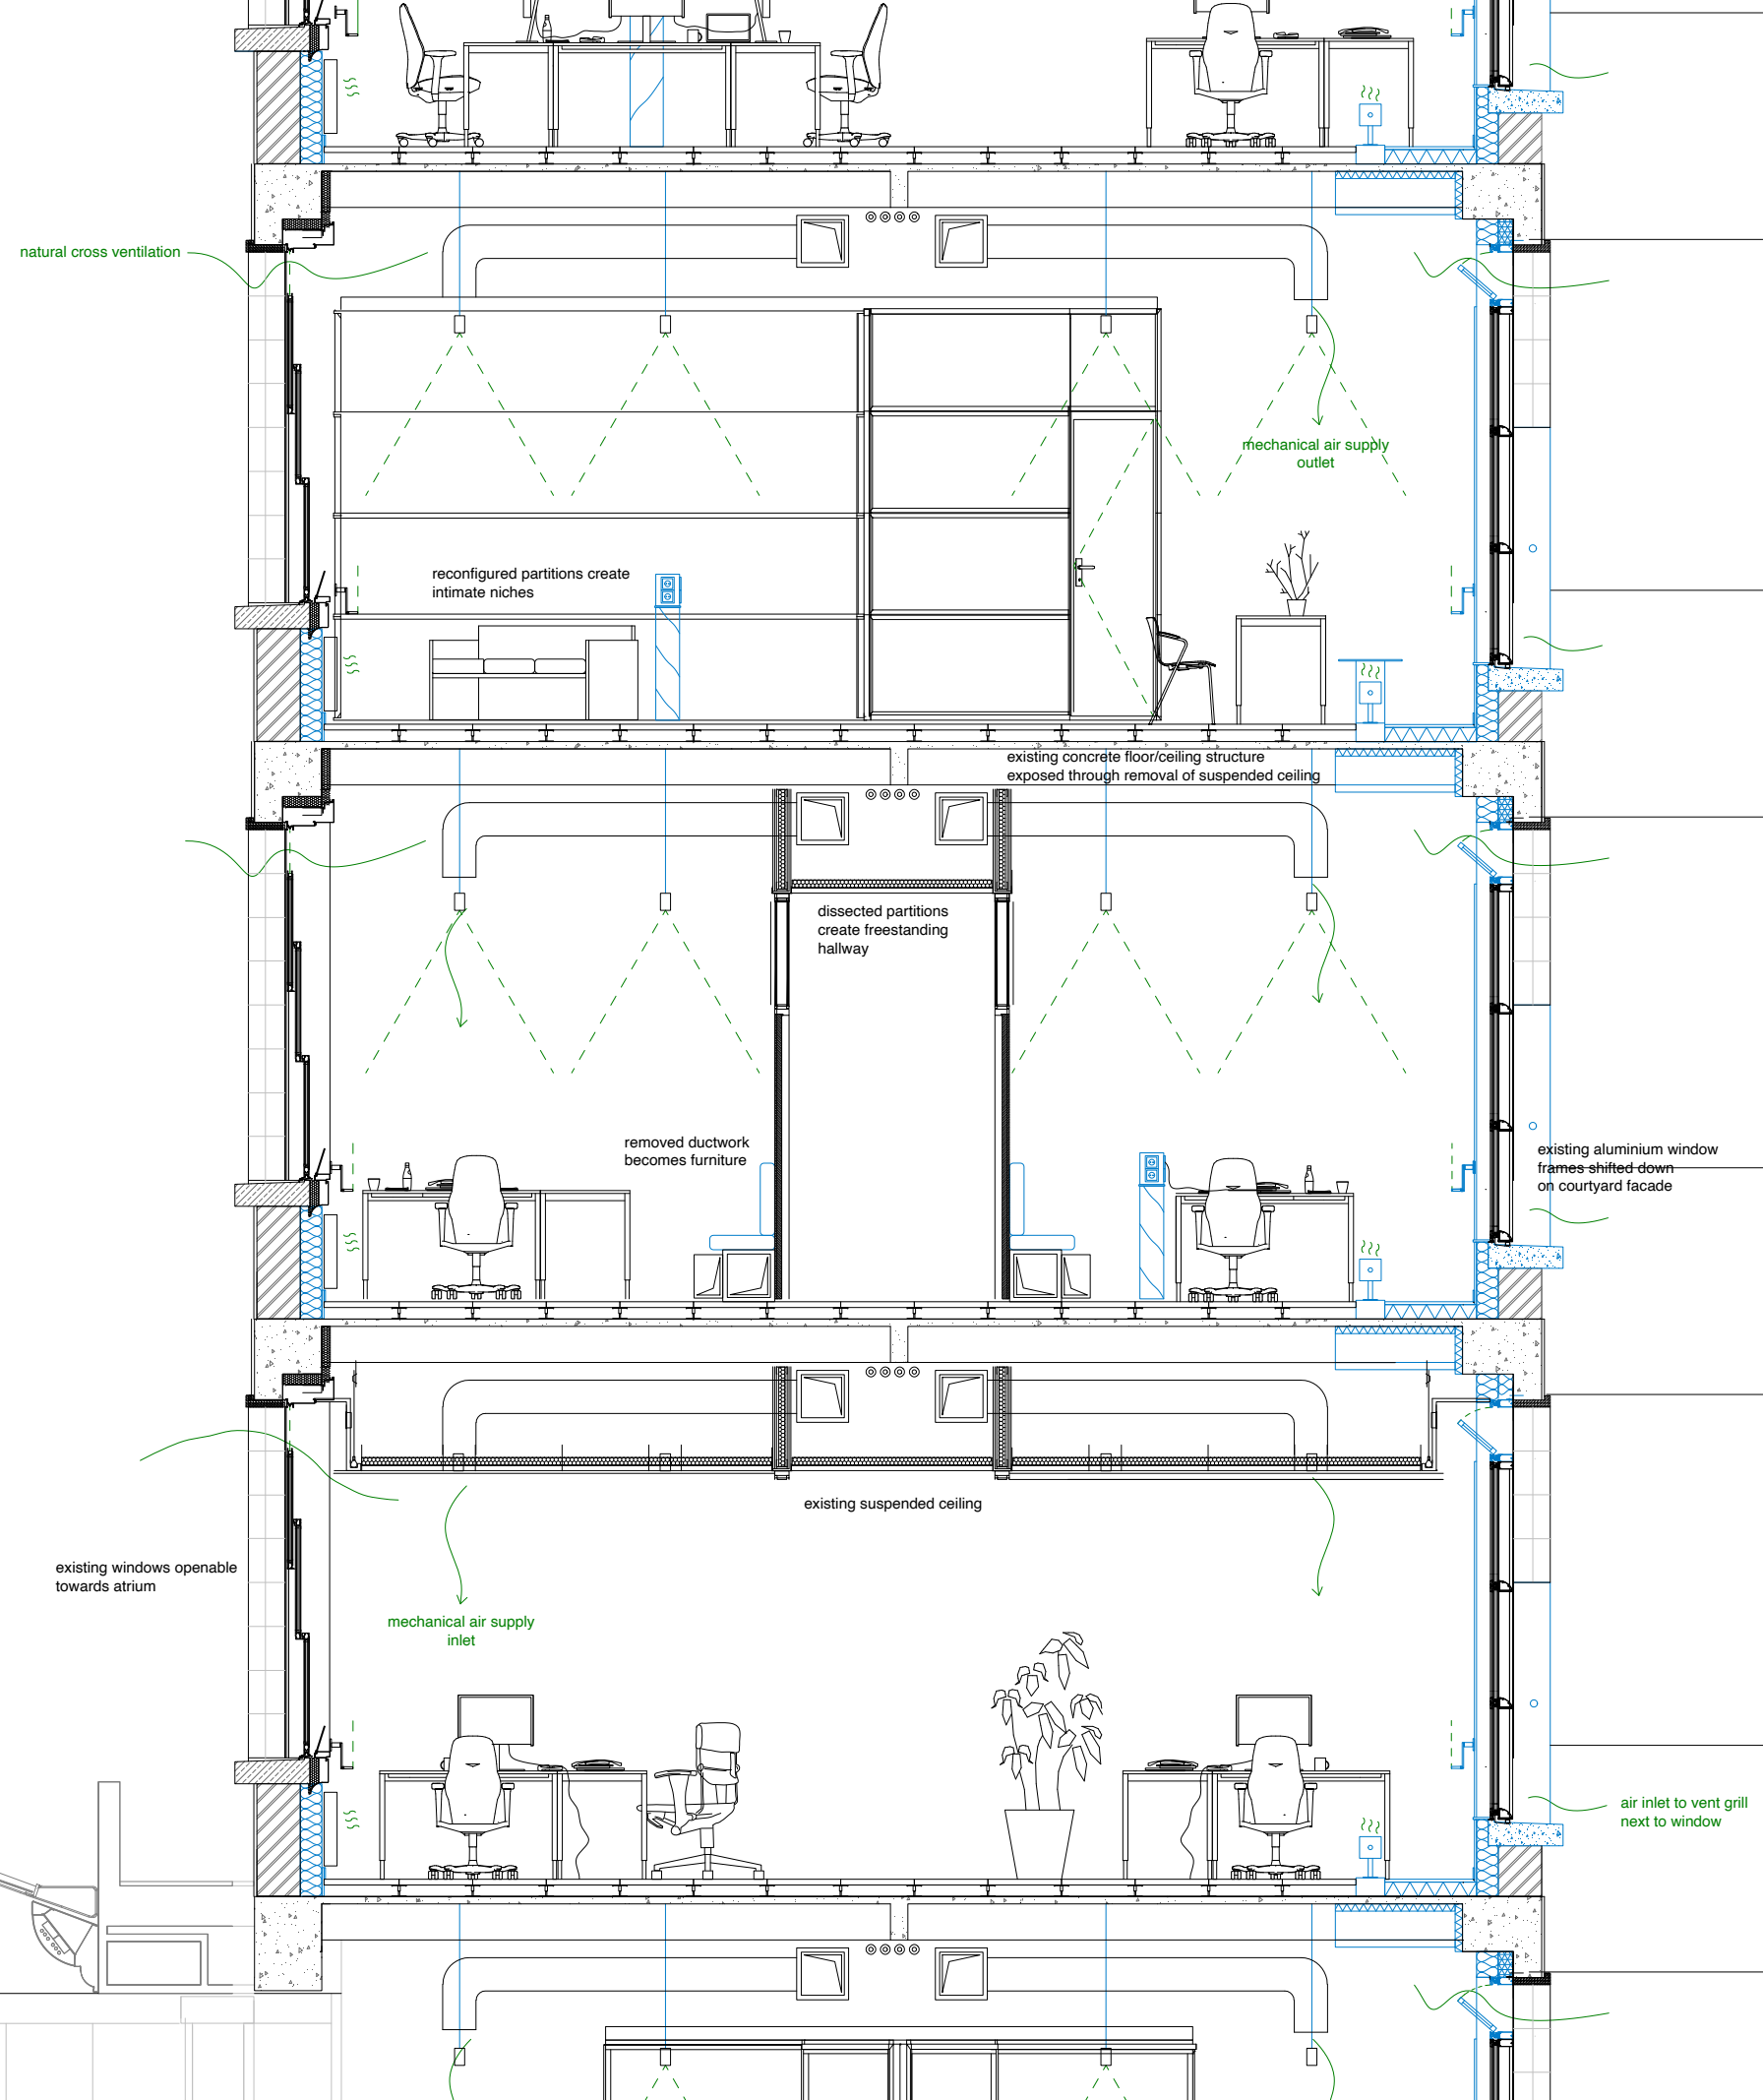 natural cross ventilation
mechanical air supply
outlet
reconfigured partitions create
intimate niches
existing concrete floor/ceiling structure
exposed through removal of suspended ceiling
dissected partitions
create freestanding
hallway
removed ductwork
becomes furniture
existing aluminium window
frames shifted down
on courtyard facade
existing suspended ceiling
existing windows openable
towards atrium
mechanical air supply
inlet
air inlet to vent grill
next to window